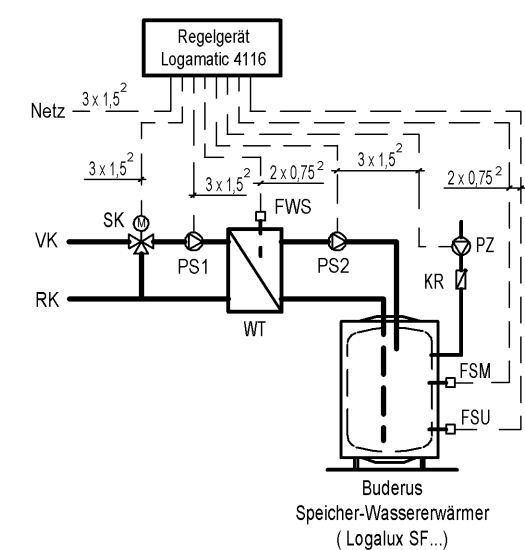 Regelgerät
Logamatic 4116
Netz
3 x 1,5²
3 x 1,5²
3 x 1,5²
2 x 0,75²
3 x 1,5²
2 x 0,75²
SK
M
FWS
VK
PS1
PS2
PZ
RK
WT
KR
FSM
FSU
Buderus
Speicher-Wassererwärmer
( Logalux SF...)